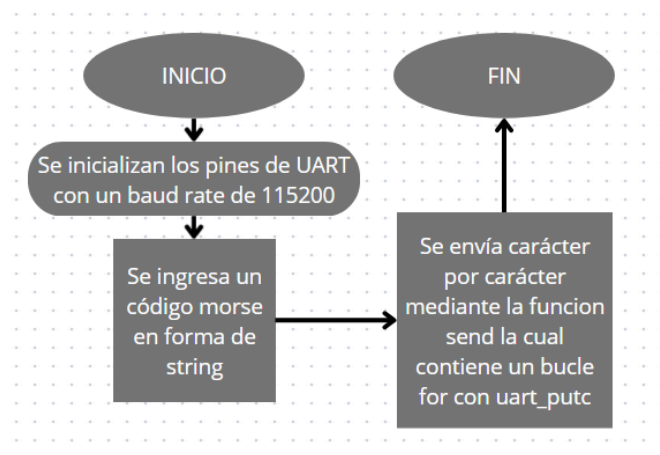 INICIO
Se inicializan los pines de UART
con un baud rate de 115200
Se ingresa un
código morse
en forma de
string
Se envía carácter
por carácter
mediante la funcion
send la cual
contiene un bucle
for con uart_putc
FIN